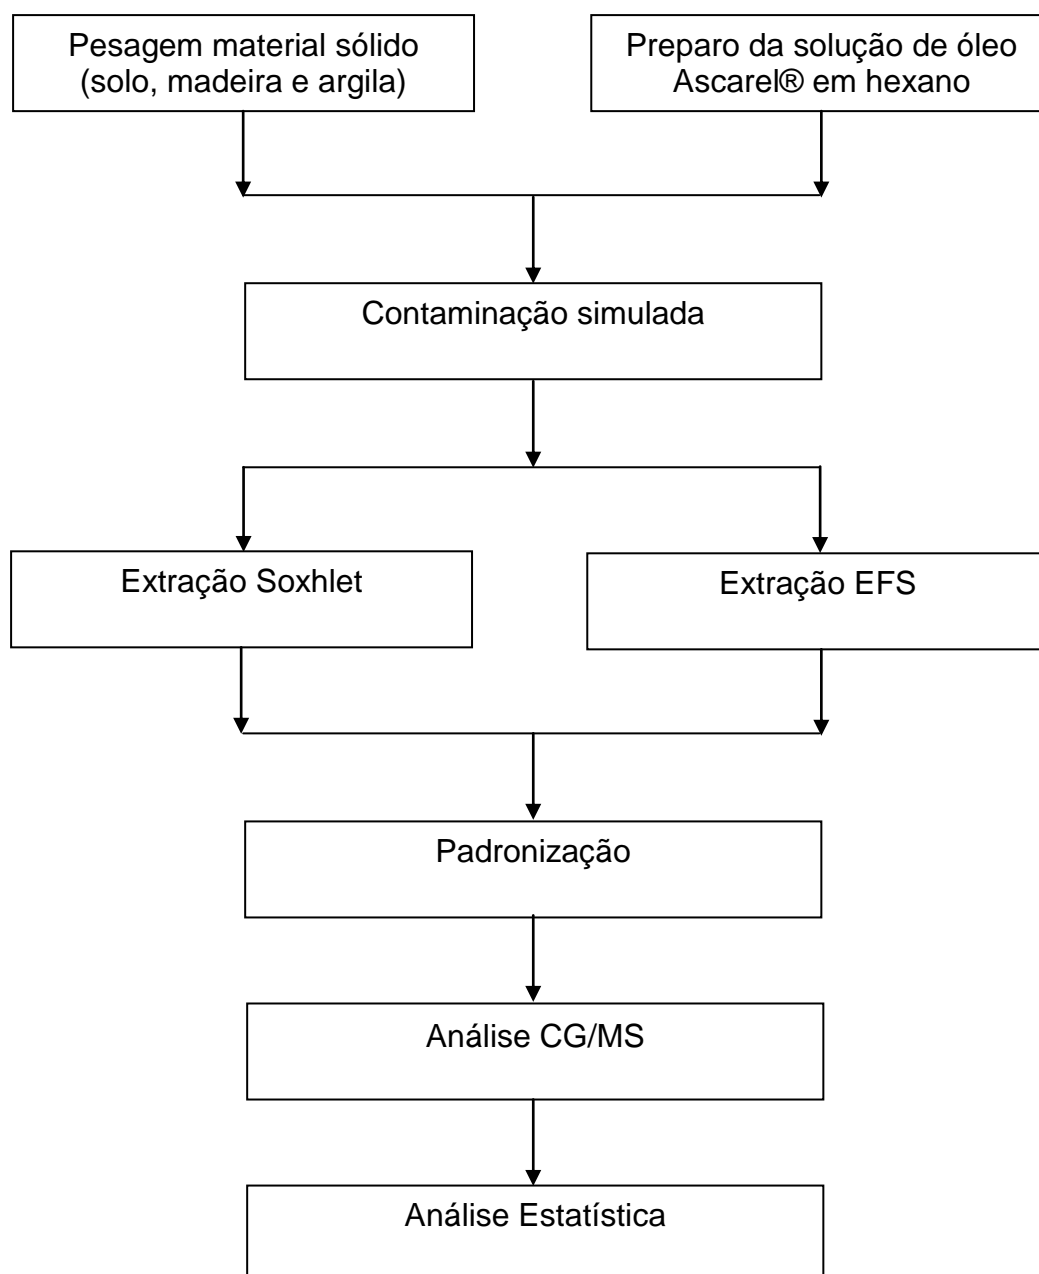 Pesagem material sólido
(solo, madeira e argila)
Preparo da solução de óleo
Ascarel® em hexano
Contaminação simulada
Extração Soxhlet
Extração EFS
Padronização
Análise CG/MS
Análise Estatística